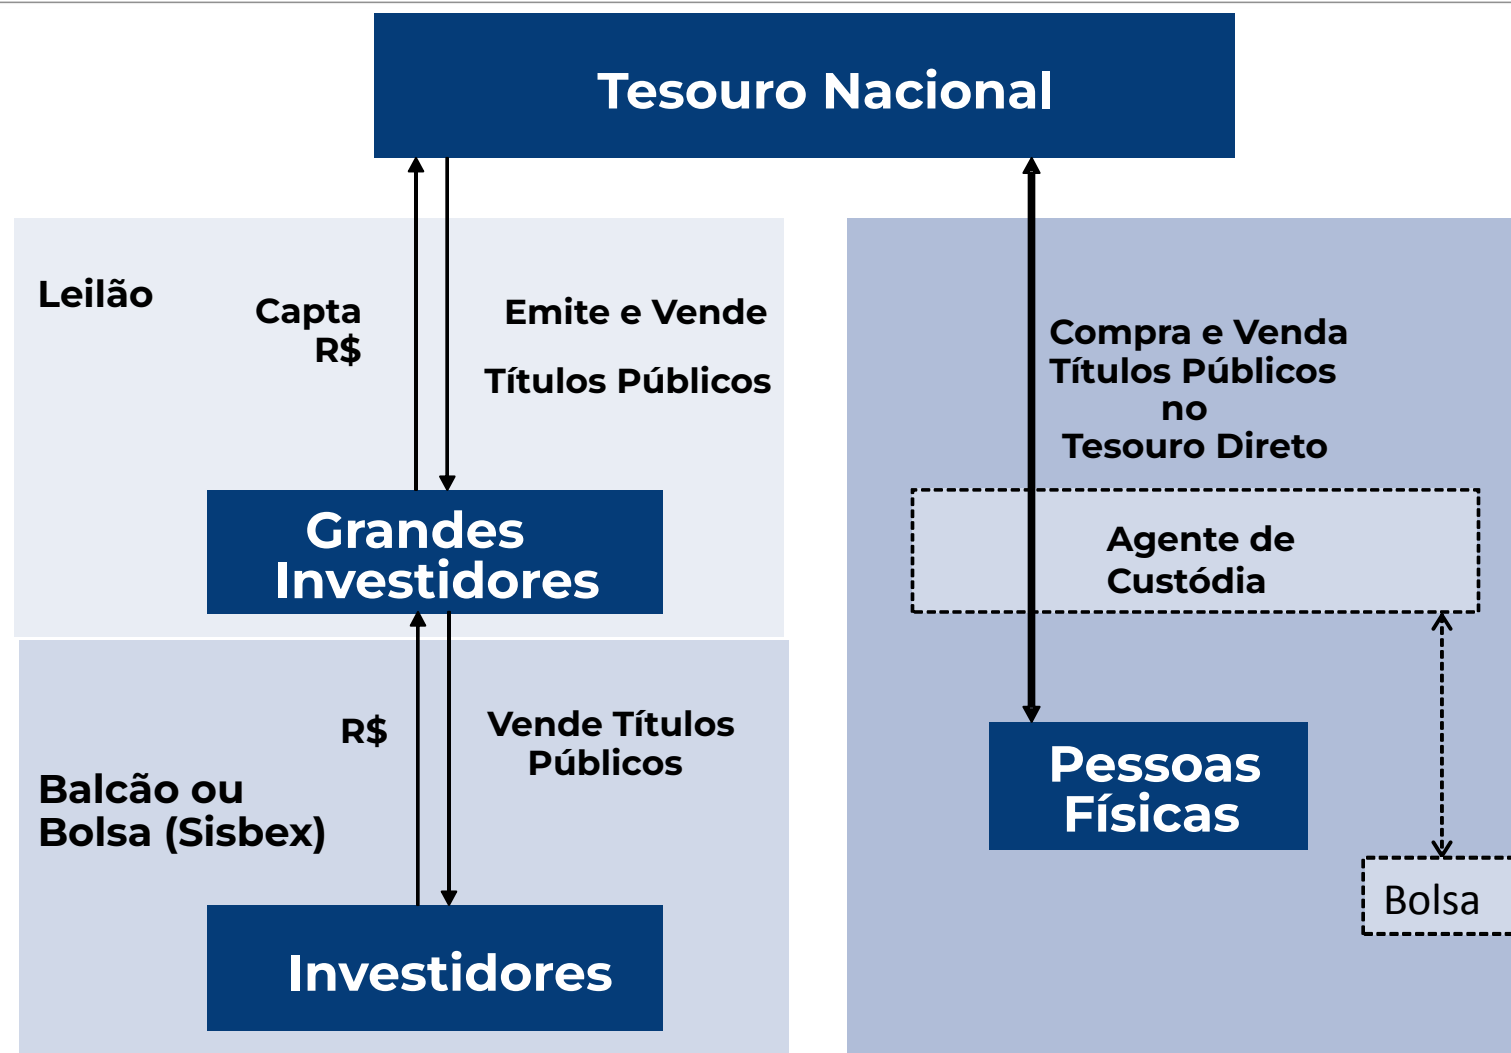 Tesouro Nacional
Leilão
Capta
R$
Emite e Vende
Títulos Públicos
Grandes
Investidores
R$
Vende Títulos
Públicos
Balcão ou
Bolsa (Sisbex)
Investidores
Compra e Venda
Títulos Públicos
no
Tesouro Direto
Agente de
Custódia
Pessoas
Físicas
Bolsa